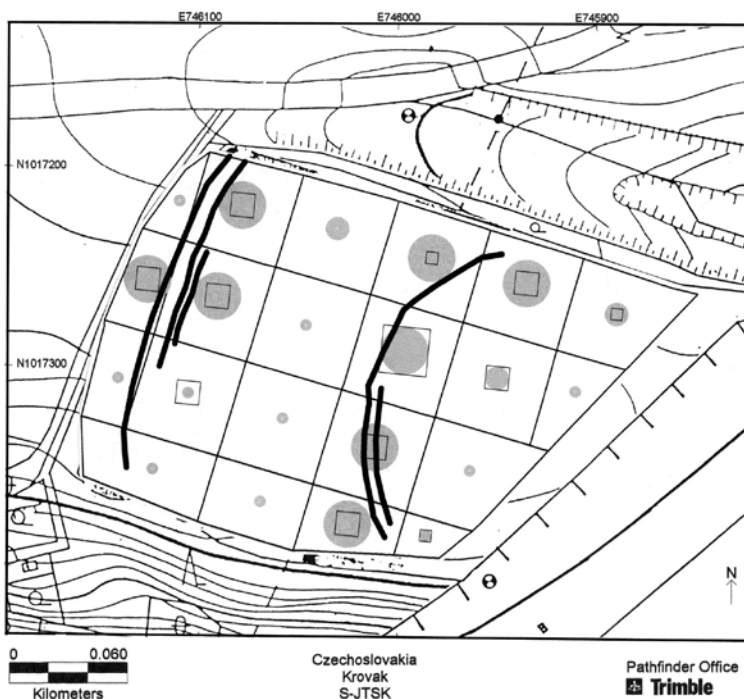 E746100 E746000 E745900
N1017200
N1017300
N
0 0,060
Kilometers
Czechoslovakia
Krovak
S-JTSK
Pathfinder Office
Trimble